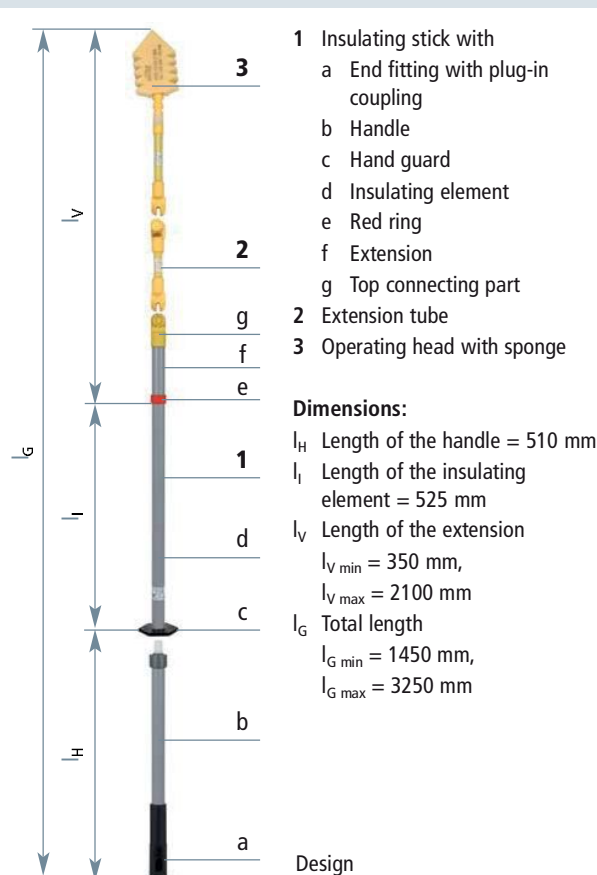 1 Insulating stick with
a End fitting with plug-in
coupling
b Handle
c Hand guard
d Insulating element
e Red ring
f Extension
g Top connecting part
2 Extension tube
3 Operating head with sponge
Dimensions:
lH Length of the handle = 510 mm
lI Length of the insulating
element = 525 mm
lV Length of the extension
lV min = 350 mm,
lV max = 2100 mm
lG Total length
lG min = 1450 mm,
lG max = 3250 mm
3
lV
2
g
f
e
lG
1
lI
d
c
b
lH
a
Design